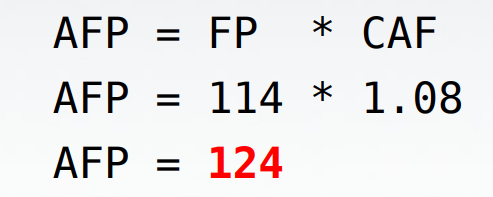 AFP = FP * CAF
AFP = 114 * 1.08
AFP = 124